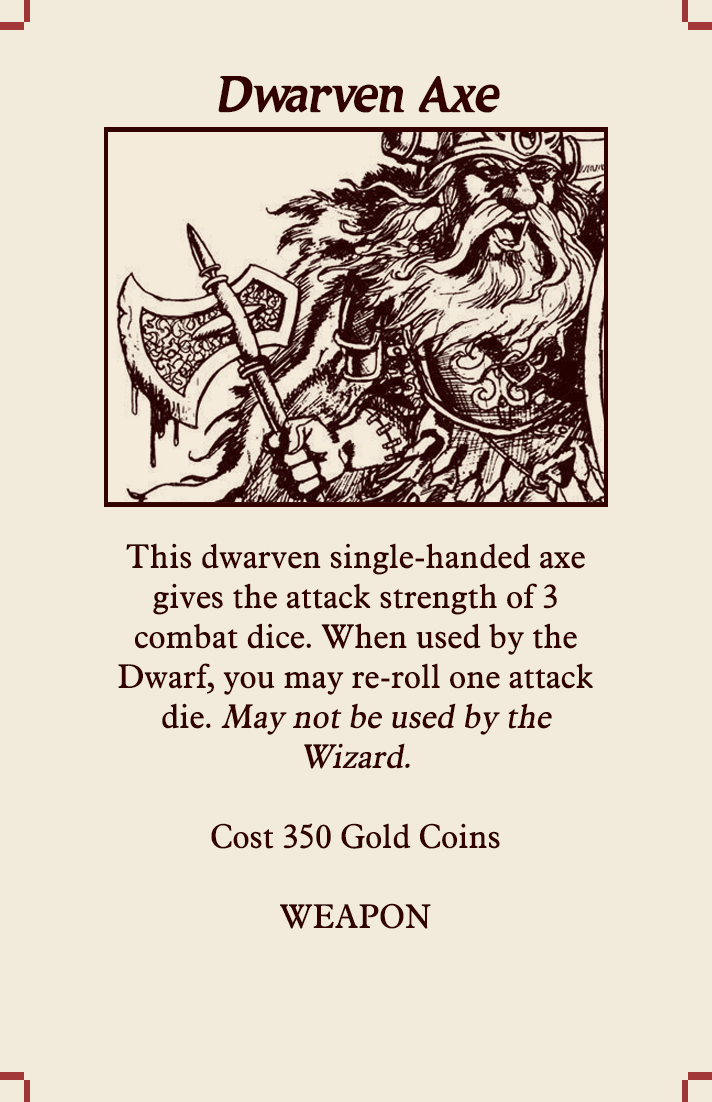 Dwarven Axe
This dwarven single-handed axe
gives the attack strength of 3
combat dice. When used by the
Dwarf, you may re-roll one attack
die. May not be used by the
Wizard.
Cost 350 Gold Coins
WEAPON